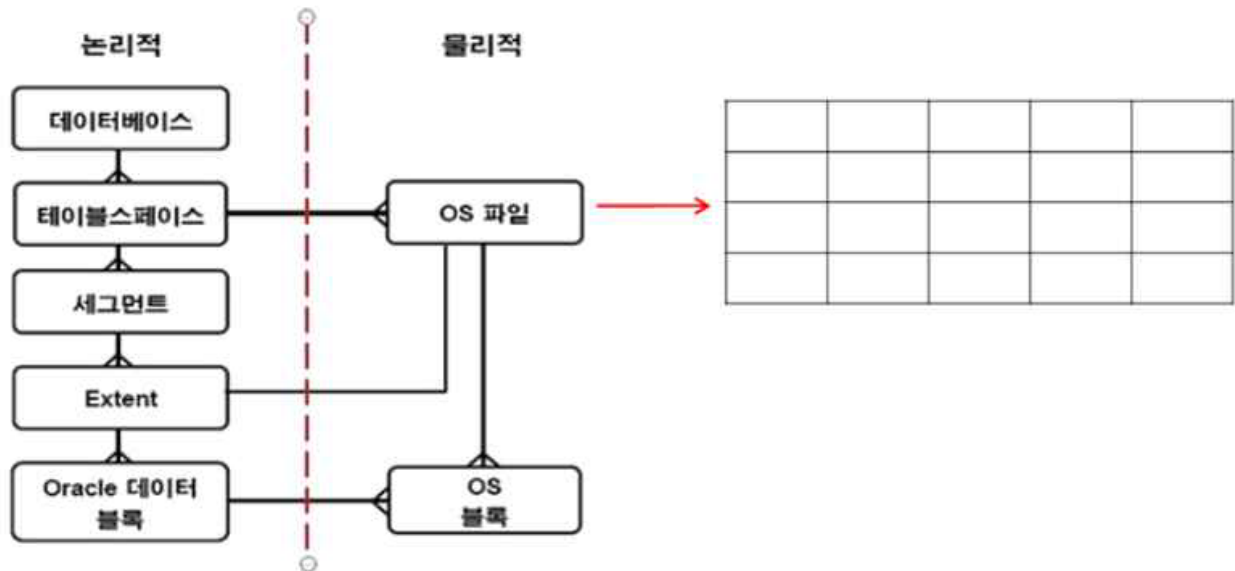 논리적
물리적
데이터베이스
테이블스페이스
OS 파일
세그먼트
Extent
Oracle 데이터
블록
OS
블록